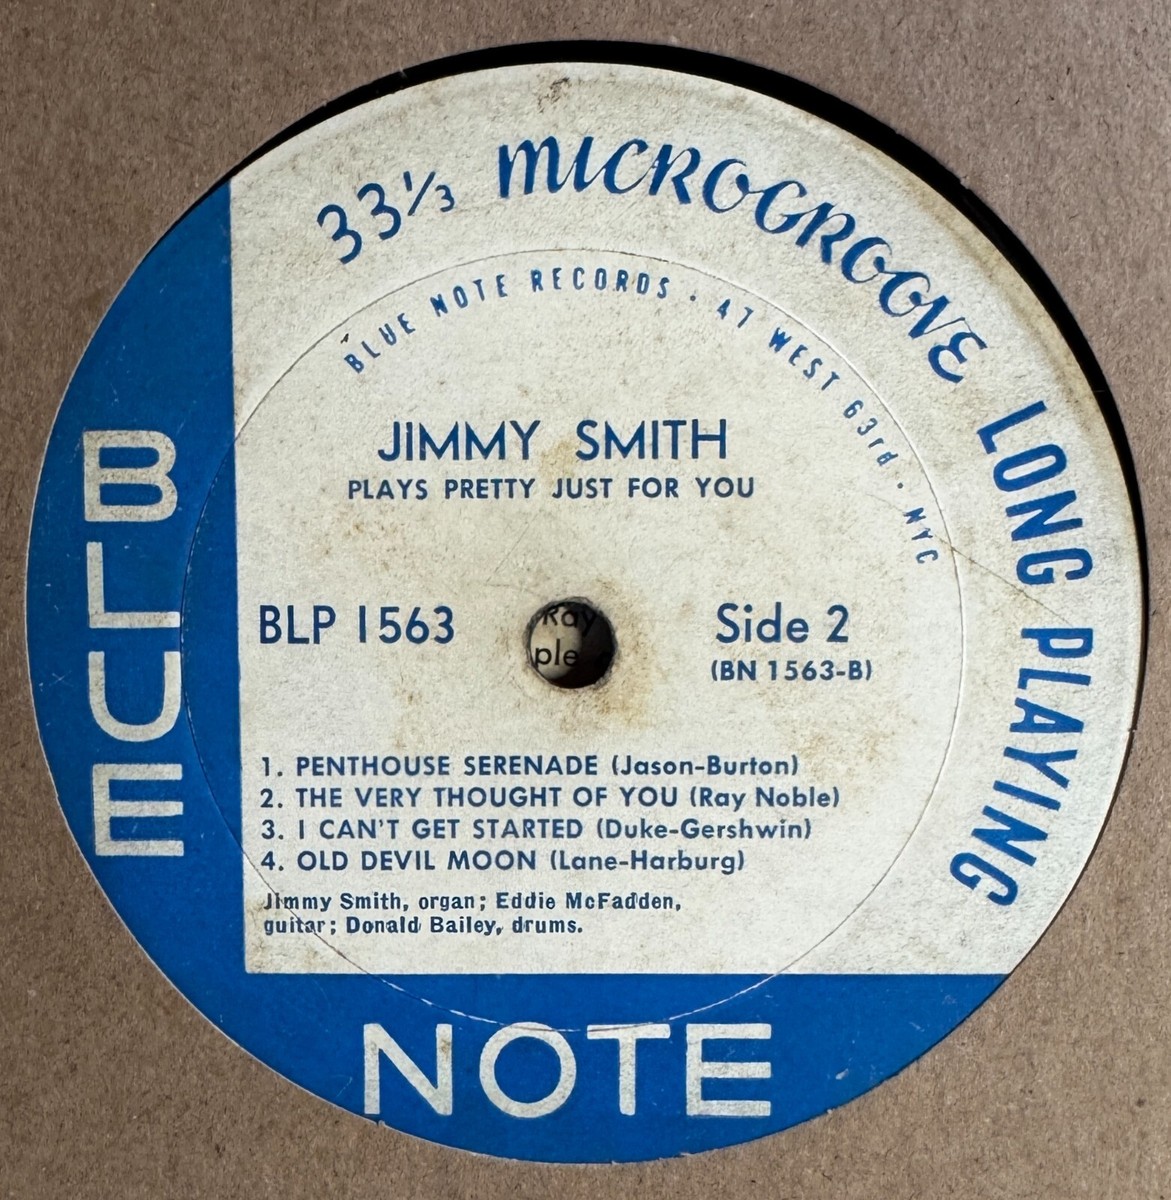 33⅓ MICROGROOVE LONG PLAYING
BLUE NOTE RECORDS · 47 WEST 63rd · NYC
JIMMY SMITH
PLAYS PRETTY JUST FOR YOU
BLP 1563
Side 2
(BN 1563-B)
Ray
ple
1. PENTHOUSE SERENADE (Jason-Burton)
2. THE VERY THOUGHT OF YOU (Ray Noble)
3. I CAN'T GET STARTED (Duke-Gershwin)
4. OLD DEVIL MOON (Lane-Harburg)
Jimmy Smith, organ; Eddie McFadden,
guitar; Donald Bailey, drums.
BLUE
NOTE